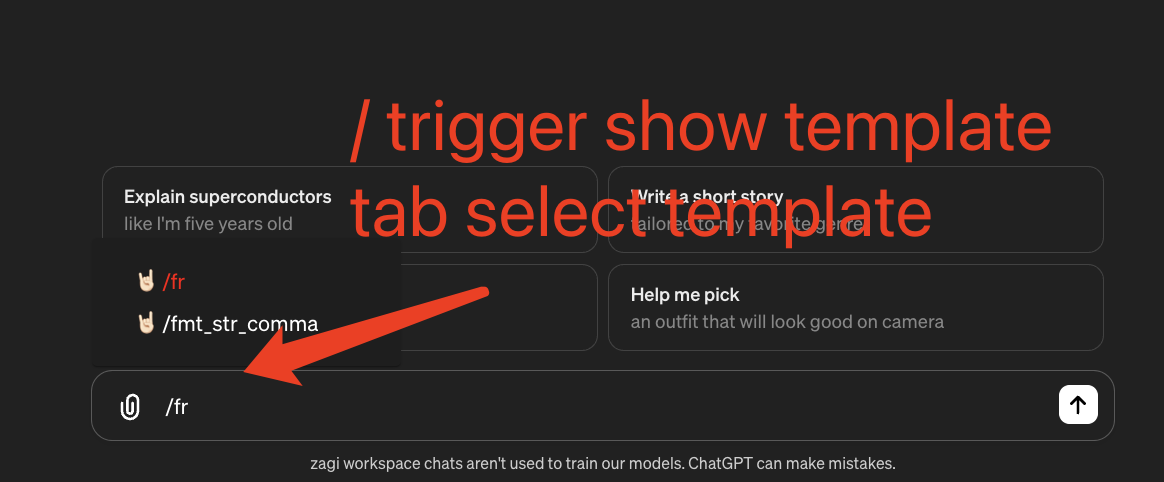 / trigger show template
tab select template
Explain superconductors
like I'm five years old
Write a short story
tailored to my favorite genre
/fr
/fmt_str_comma
Help me pick
an outfit that will look good on camera
/fr
zagi workspace chats aren't used to train our models. ChatGPT can make mistakes.